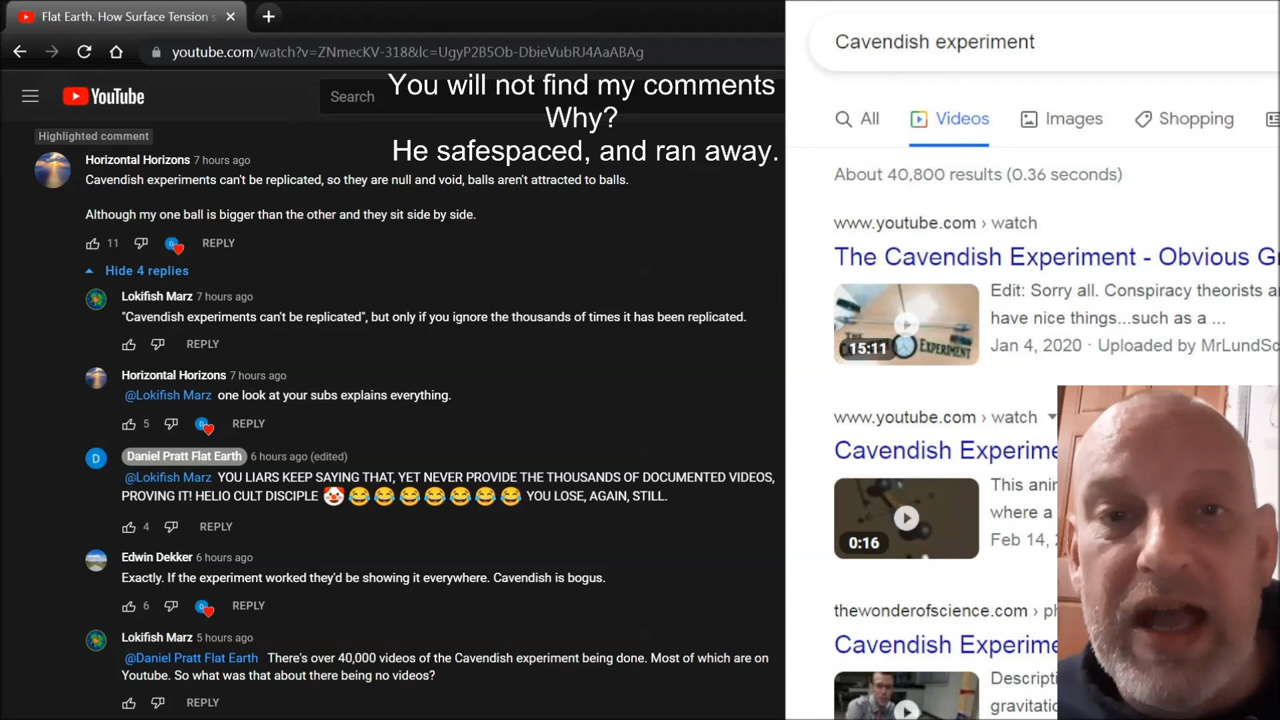 Flat Earth. How Surface Tension s
youtube.com/watch?v=ZNmecKV-318&lc=UgyP2B5Ob-DbieVubRJ4AaABAg
YouTube
Search
You will not find my comments
Why?
He safespaced, and ran away.
Highlighted comment
Horizontal Horizons 7 hours ago
Cavendish experiments can't be replicated, so they are null and void, balls aren't attracted to balls.
Although my one ball is bigger than the other and they sit side by side.
11 REPLY
Hide 4 replies
Lokifish Marz 7 hours ago
"Cavendish experiments can't be replicated", but only if you ignore the thousands of times it has been replicated.
REPLY
Horizontal Horizons 7 hours ago
@Lokifish Marz one look at your subs explains everything.
5 REPLY
D Daniel Pratt Flat Earth 6 hours ago (edited)
@Lokifish Marz YOU LIARS KEEP SAYING THAT, YET NEVER PROVIDE THE THOUSANDS OF DOCUMENTED VIDEOS,
PROVING IT! HELIO CULT DISCIPLE 🤡😂😂😂😂😂😂😂 YOU LOSE, AGAIN, STILL.
4 REPLY
Edwin Dekker 6 hours ago
Exactly. If the experiment worked they'd be showing it everywhere. Cavendish is bogus.
6 REPLY
Lokifish Marz 5 hours ago
@Daniel Pratt Flat Earth There's over 40,000 videos of the Cavendish experiment being done. Most of which are on
Youtube. So what was that about there being no videos?
REPLY
Cavendish experiment
All Videos Images Shopping
About 40,800 results (0.36 seconds)
www.youtube.com › watch
The Cavendish Experiment - Obvious G
Edit: Sorry all. Conspiracy theorists a
have nice things...such as a ...
15:11
THE CAVENDISH EXPERIMENT
Jan 4, 2020 · Uploaded by MrLundSc
www.youtube.com › watch
Cavendish Experime
This ani
where a
0:16
Feb 14, 2
thewonderofscience.com › ph
Cavendish Experime
Descripti
gravitatio